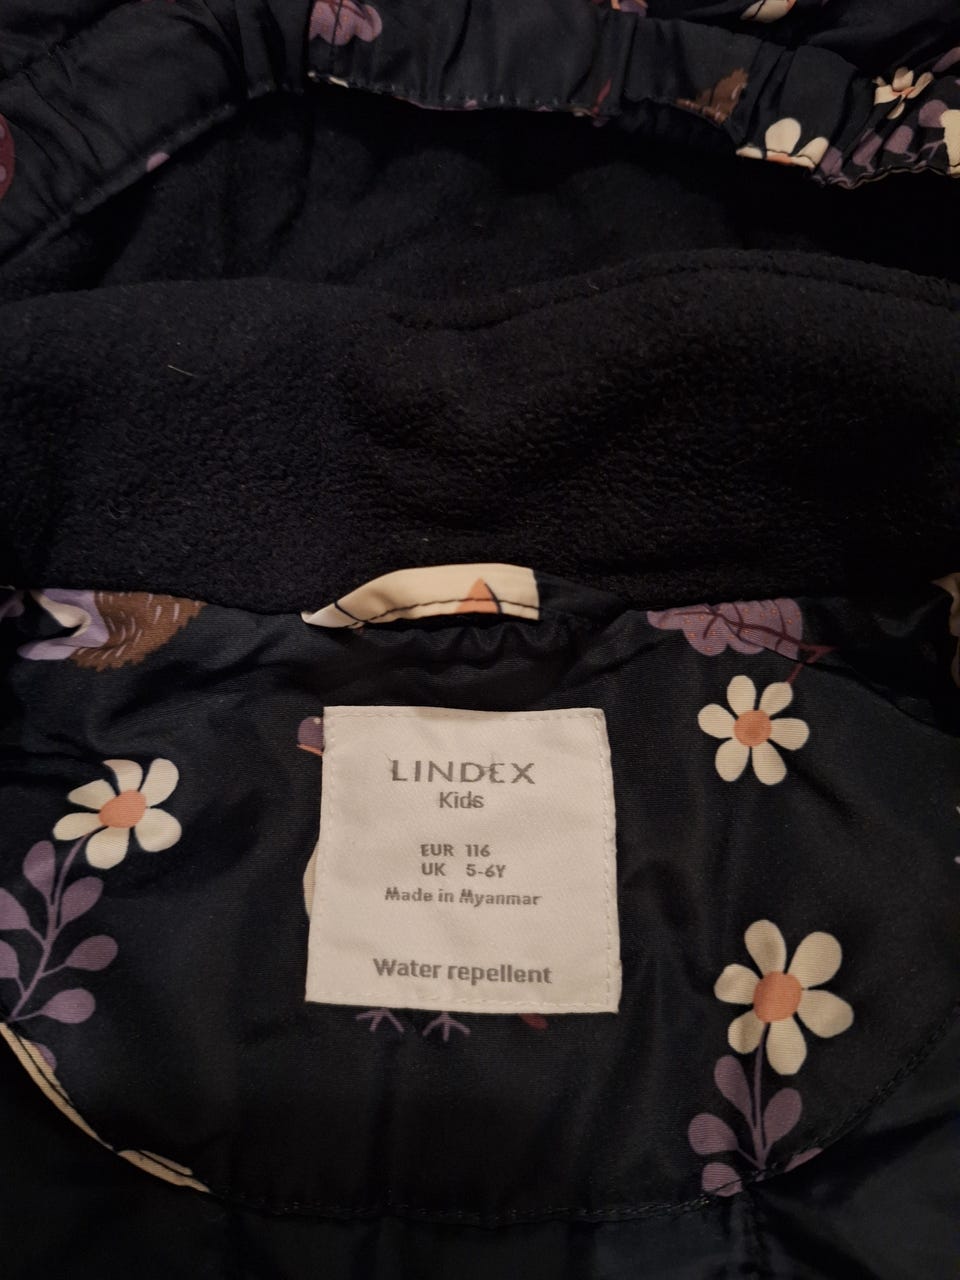 LINDEX
Kids
EUR 116
UK 5-6Y
Made in Myanmar
Water repellent